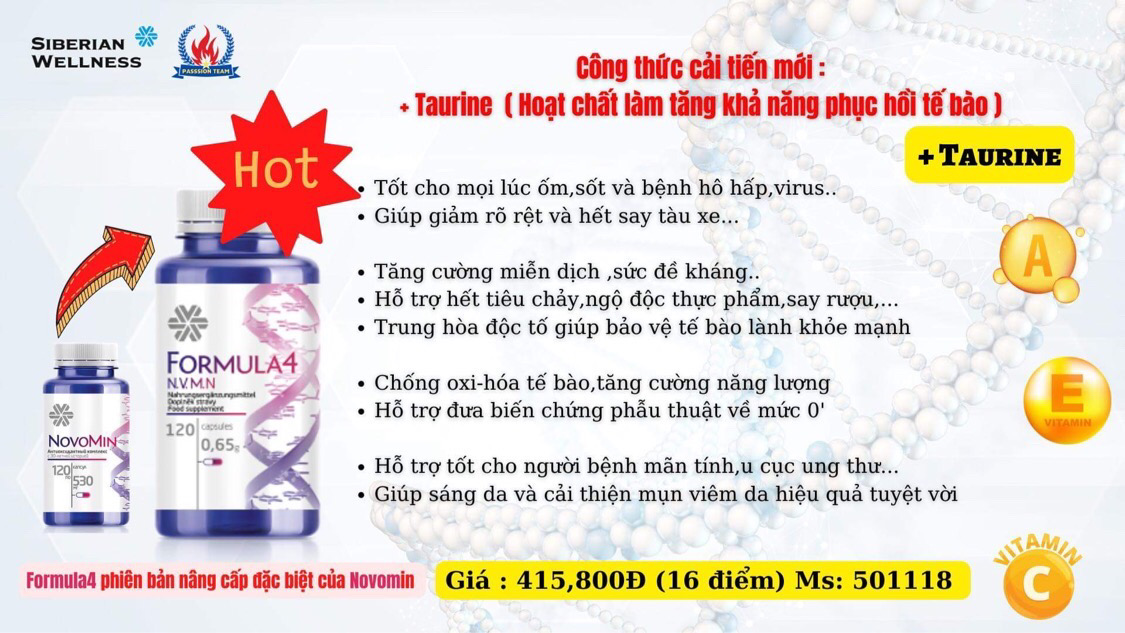 SIBERIAN
WELLNESS
PASSSION TEAM
Công thức cải tiến mới :
+ Taurine ( Hoạt chất làm tăng khả năng phục hồi tế bào )
+ TAURINE
Hot
• Tốt cho mọi lúc ốm,sốt và bệnh hô hấp,virus..
• Giúp giảm rõ rệt và hết say tàu xe...
• Tăng cường miễn dịch ,sức đề kháng..
• Hỗ trợ hết tiêu chảy,ngộ độc thực phẩm,say rượu,...
• Trung hòa độc tố giúp bảo vệ tế bào lành khỏe mạnh
• Chống oxi-hóa tế bào,tăng cường năng lượng
• Hỗ trợ đưa biến chứng phẫu thuật về mức 0'
• Hỗ trợ tốt cho người bệnh mãn tính,u cục ung thư...
• Giúp sáng da và cải thiện mụn viêm da hiệu quả tuyệt vời
A
E
VITAMIN
VITAMIN
C
FORMULA4
N.V.M.N
Nahrungsergänzungsmittel
Doplněk stravy
Food supplement
120 capsules
0,65g
NOVOMIN
120
530
Formula4 phiên bản nâng cấp đặc biệt của Novomin
Giá : 415,800Đ (16 điểm) Ms: 501118